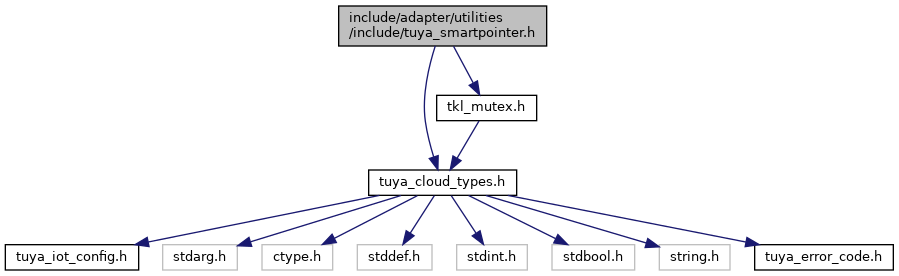 include/adapter/utilities
/include/tuya_smartpointer.h
tkl_mutex.h
tuya_cloud_types.h
tuya_iot_config.h
stdarg.h
ctype.h
stddef.h
stdint.h
stdbool.h
string.h
tuya_error_code.h